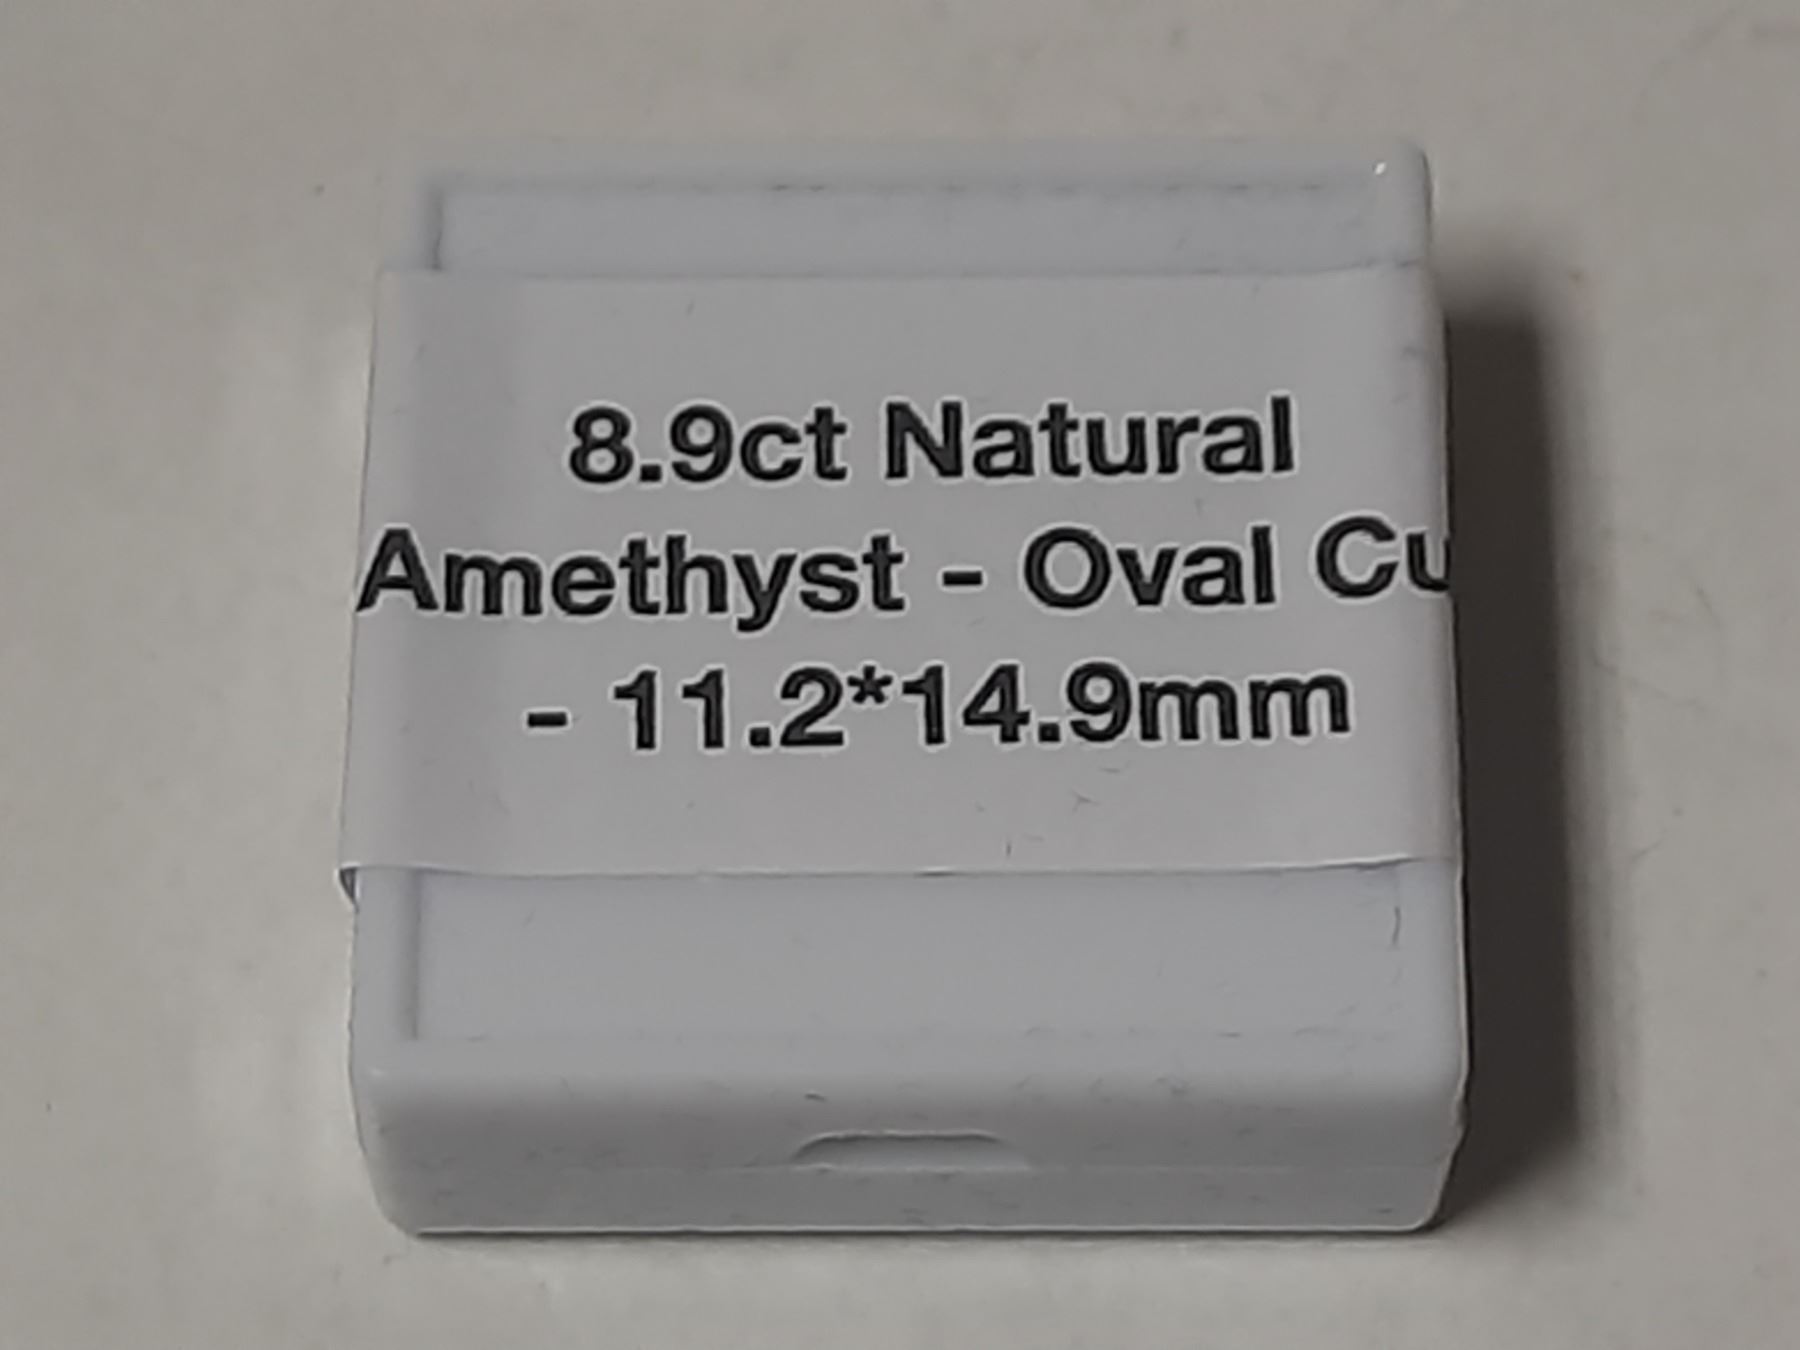 8.9ct Natural
Amethyst - Oval Cu
- 11.2*14.9mm